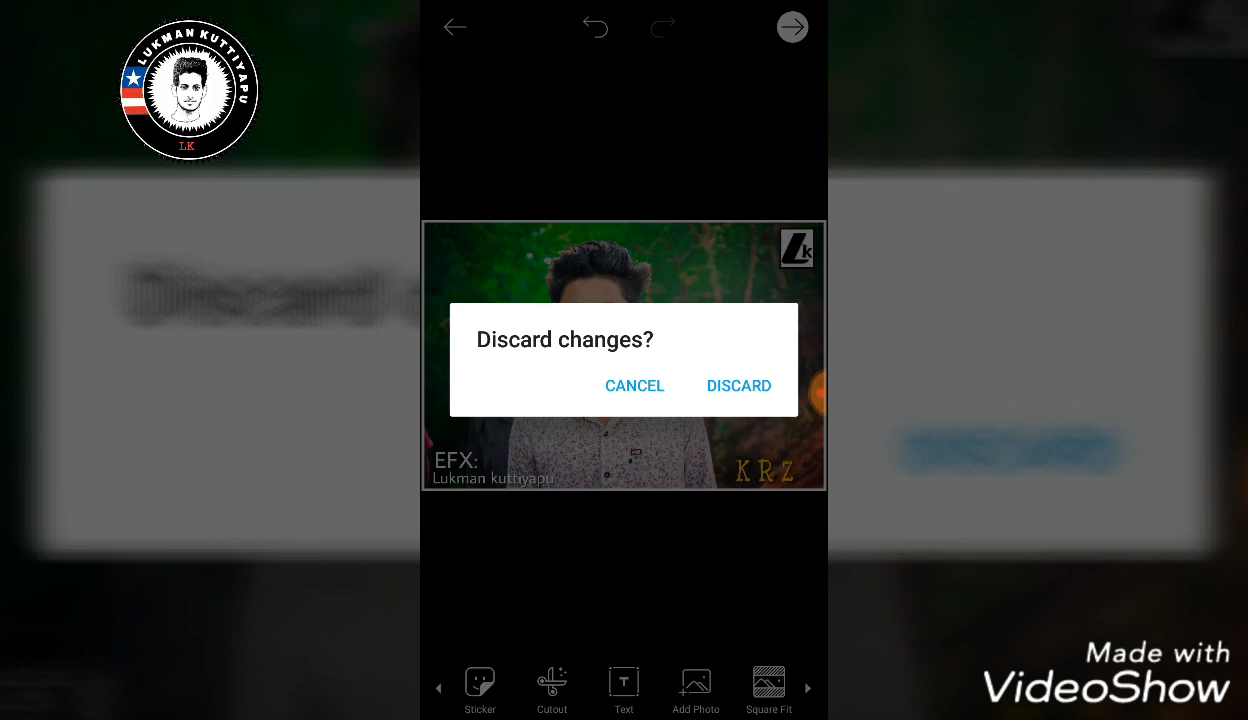 LUKMAN KUTTIYAPU
LK
Lk
Discard changes?
CANCEL DISCARD
EFX:
Lukman kuttiyapu
KRZ
Sticker Cutout Text Add Photo Square Fit
Made with
VideoShow